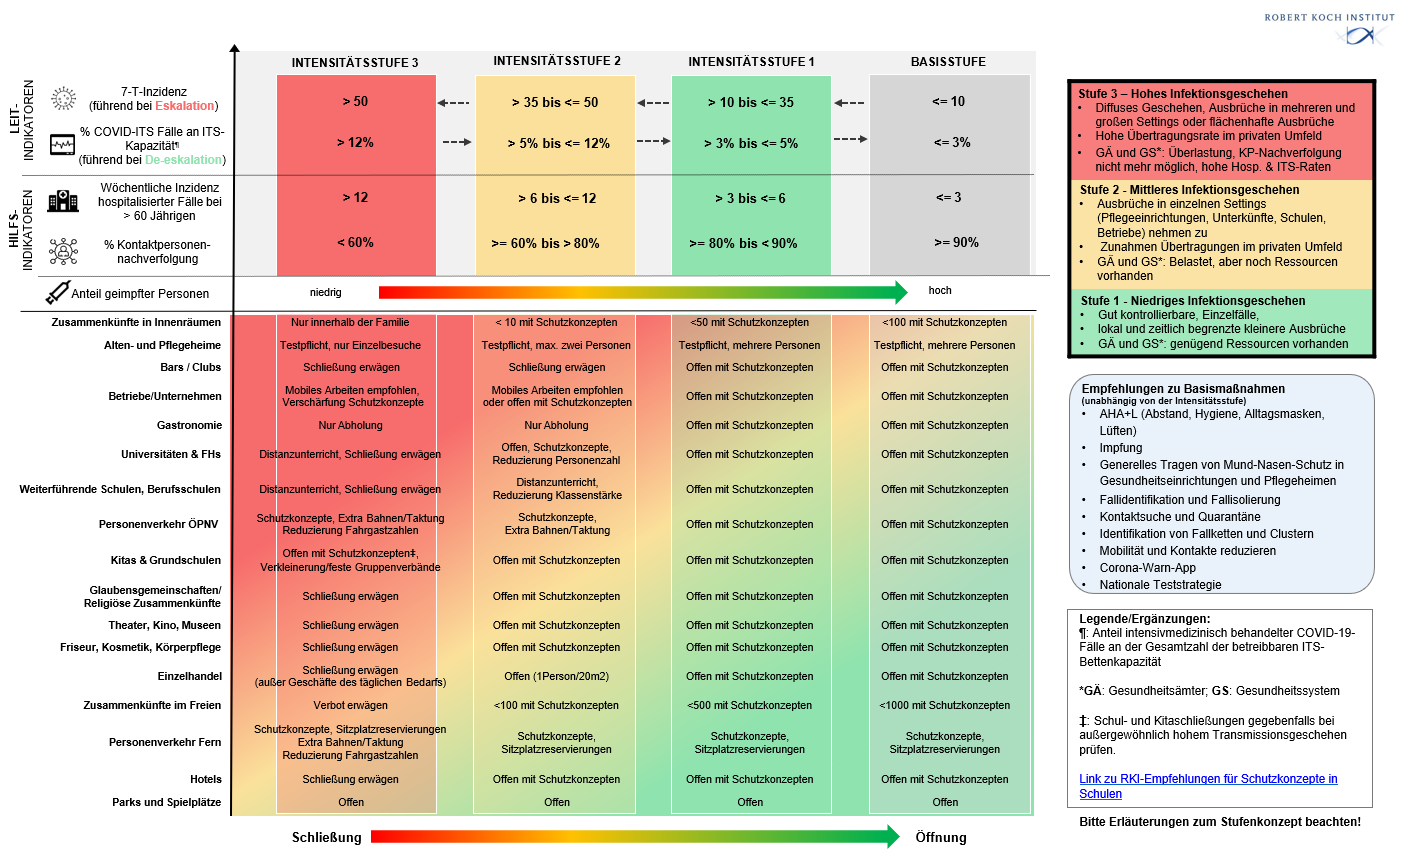 ROBERT KOCH INSTITUT
INTENSITÄTSSTUFE 3
INTENSITÄTSSTUFE 2
INTENSITÄTSSTUFE 1
BASISSTUFE
LEIT-
INDIKATOREN
7-T-Inzidenz
(führend bei Eskalation)
> 50
> 35 bis <= 50
> 10 bis <= 35
<= 10
% COVID-ITS Fälle an ITS-
Kapazität¶
(führend bei De-eskalation)
> 12%
> 5% bis <= 12%
> 3% bis <= 5%
<= 3%
HILFS-
INDIKATOREN
Wöchentliche Inzidenz
hospitalisierter Fälle bei
> 60 Jährigen
> 12
> 6 bis <= 12
> 3 bis <= 6
<= 3
% Kontaktpersonen-
nachverfolgung
< 60%
>= 60% bis > 80%
>= 80% bis < 90%
>= 90%
Anteil geimpfter Personen
niedrig
hoch
Zusammenkünfte in Innenräumen
Nur innerhalb der Familie
< 10 mit Schutzkonzepten
<50 mit Schutzkonzepten
<100 mit Schutzkonzepten
Alten- und Pflegeheime
Testpflicht, nur Einzelbesuche
Testpflicht, max. zwei Personen
Testpflicht, mehrere Personen
Testpflicht, mehrere Personen
Bars / Clubs
Schließung erwägen
Schließung erwägen
Offen mit Schutzkonzepten
Offen mit Schutzkonzepten
Betriebe/Unternehmen
Mobiles Arbeiten empfohlen,
Verschärfung Schutzkonzepte
Mobiles Arbeiten empfohlen
oder offen mit Schutzkonzepten
Offen mit Schutzkonzepten
Offen mit Schutzkonzepten
Gastronomie
Nur Abholung
Nur Abholung
Offen mit Schutzkonzepten
Offen mit Schutzkonzepten
Universitäten & FHs
Distanzunterricht, Schließung erwägen
Offen, Schutzkonzepte,
Reduzierung Personenzahl
Offen mit Schutzkonzepten
Offen mit Schutzkonzepten
Weiterführende Schulen, Berufsschulen
Distanzunterricht, Schließung erwägen
Distanzunterricht,
Reduzierung Klassenstärke
Offen mit Schutzkonzepten
Offen mit Schutzkonzepten
Personenverkehr ÖPNV
Schutzkonzepte, Extra Bahnen/Taktung
Reduzierung Fahrgastzahlen
Schutzkonzepte,
Extra Bahnen/Taktung
Offen mit Schutzkonzepten
Offen mit Schutzkonzepten
Kitas & Grundschulen
Offen mit Schutzkonzepten‡,
Verkleinerung/feste Gruppenverbände
Offen mit Schutzkonzepten
Offen mit Schutzkonzepten
Offen mit Schutzkonzepten
Glaubensgemeinschaften/
Religiöse Zusammenkünfte
Schließung erwägen
Offen mit Schutzkonzepten
Offen mit Schutzkonzepten
Offen mit Schutzkonzepten
Theater, Kino, Museen
Schließung erwägen
Offen mit Schutzkonzepten
Offen mit Schutzkonzepten
Offen mit Schutzkonzepten
Friseur, Kosmetik, Körperpflege
Schließung erwägen
Offen mit Schutzkonzepten
Offen mit Schutzkonzepten
Offen mit Schutzkonzepten
Einzelhandel
Schließung erwägen
(außer Geschäfte des täglichen Bedarfs)
Offen (1Person/20m2)
Offen mit Schutzkonzepten
Offen mit Schutzkonzepten
Zusammenkünfte im Freien
Verbot erwägen
<100 mit Schutzkonzepten
<500 mit Schutzkonzepten
<1000 mit Schutzkonzepten
Personenverkehr Fern
Schutzkonzepte, Sitzplatzreservierungen
Extra Bahnen/Taktung
Reduzierung Fahrgastzahlen
Schutzkonzepte,
Sitzplatzreservierungen
Schutzkonzepte,
Sitzplatzreservierungen
Schutzkonzepte,
Sitzplatzreservierungen
Hotels
Schließung erwägen
Offen mit Schutzkonzepten
Offen mit Schutzkonzepten
Offen mit Schutzkonzepten
Parks und Spielplätze
Offen
Offen
Offen
Offen
Schließung
Öffnung
Stufe 3 – Hohes Infektionsgeschehen
• Diffuses Geschehen, Ausbrüche in mehreren und
großen Settings oder flächenhafte Ausbrüche
• Hohe Übertragungsrate im privaten Umfeld
• GÄ und GS*: Überlastung, KP-Nachverfolgung
nicht mehr möglich, hohe Hosp. & ITS-Raten
Stufe 2 - Mittleres Infektionsgeschehen
• Ausbrüche in einzelnen Settings
(Pflegeeinrichtungen, Unterkünfte, Schulen,
Betriebe) nehmen zu
• Zunahmen Übertragungen im privaten Umfeld
• GÄ und GS*: Belastet, aber noch Ressourcen
vorhanden
Stufe 1 - Niedriges Infektionsgeschehen
• Gut kontrollierbare, Einzelfälle,
• lokal und zeitlich begrenzte kleinere Ausbrüche
• GÄ und GS*: genügend Ressourcen vorhanden
Empfehlungen zu Basismaßnahmen
(unabhängig von der Intensitätsstufe)
• AHA+L (Abstand, Hygiene, Alltagsmasken,
Lüften)
• Impfung
• Generelles Tragen von Mund-Nasen-Schutz in
Gesundheitseinrichtungen und Pflegeheimen
• Fallidentifikation und Fallisolierung
• Kontaktsuche und Quarantäne
• Identifikation von Fallketten und Clustern
• Mobilität und Kontakte reduzieren
• Corona-Warn-App
• Nationale Teststrategie
Legende/Ergänzungen:
¶: Anteil intensivmedizinisch behandelter COVID-19-
Fälle an der Gesamtzahl der betreibbaren ITS-
Bettenkapazität
*GÄ: Gesundheitsämter; GS: Gesundheitssystem
‡: Schul- und Kitaschließungen gegebenfalls bei
außergewöhnlich hohem Transmissionsgeschehen
prüfen.
Link zu RKI-Empfehlungen für Schutzkonzepte in
Schulen
Bitte Erläuterungen zum Stufenkonzept beachten!